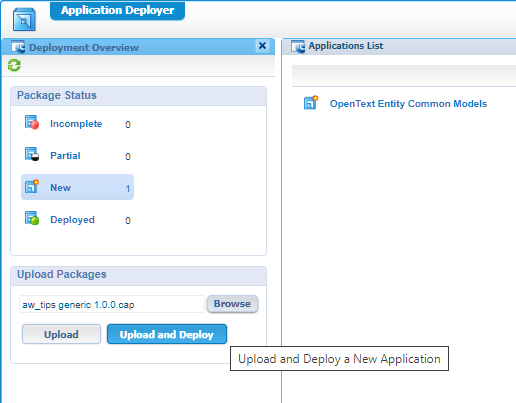 Application Deployer
Deployment Overview
Package Status
Incomplete 0
Partial 0
New 1
Deployed 0
Upload Packages
aw_tips generic 1.0.0.cap Browse
Upload Upload and Deploy
Upload and Deploy a New Application
Applications List
OpenText Entity Common Models